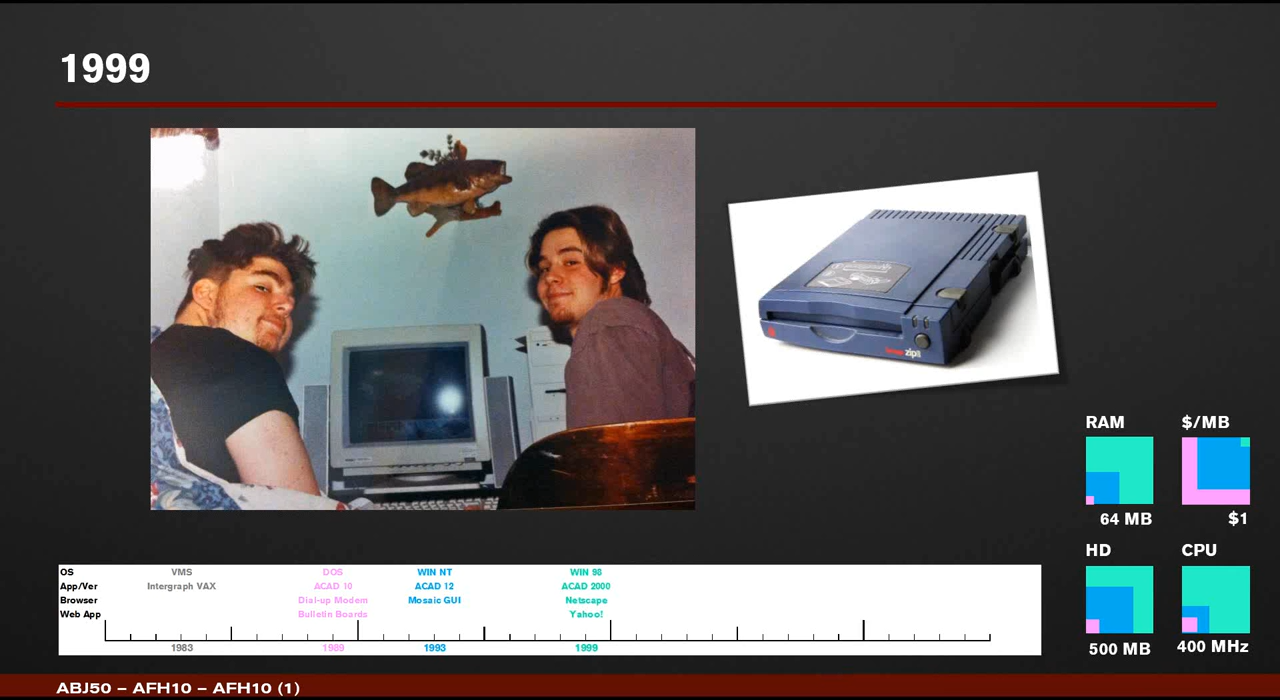 1999
zip
RAM
$/MB
64 MB
$1
HD
CPU
500 MB
400 MHz
OS VMS DOS WIN NT WIN 98
App/Ver Intergraph VAX ACAD 10 ACAD 12 ACAD 2000
Browser Dial-up Modem Mosaic GUI Netscape
Web App Bulletin Boards Yahoo!
1983 1989 1993 1999
ABJ50 – AFH10 – AFH10 (1)